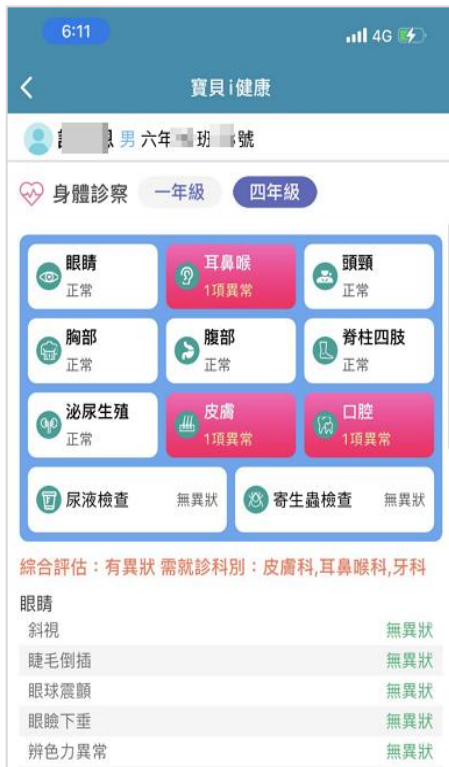 6:11 4G
寶貝i健康
男 六年 班 號
身體診察 一年級 四年級
眼睛
正常
耳鼻喉
1項異常
頭頸
正常
胸部
正常
腹部
正常
脊柱四肢
正常
泌尿生殖
正常
皮膚
1項異常
口腔
1項異常
尿液檢查 無異狀
寄生蟲檢查 無異狀
綜合評估：有異狀 需就診科別：皮膚科,耳鼻喉科,牙科
眼睛
斜視 無異狀
睫毛倒插 無異狀
眼球震顫 無異狀
眼瞼下垂 無異狀
辨色力異常 無異狀